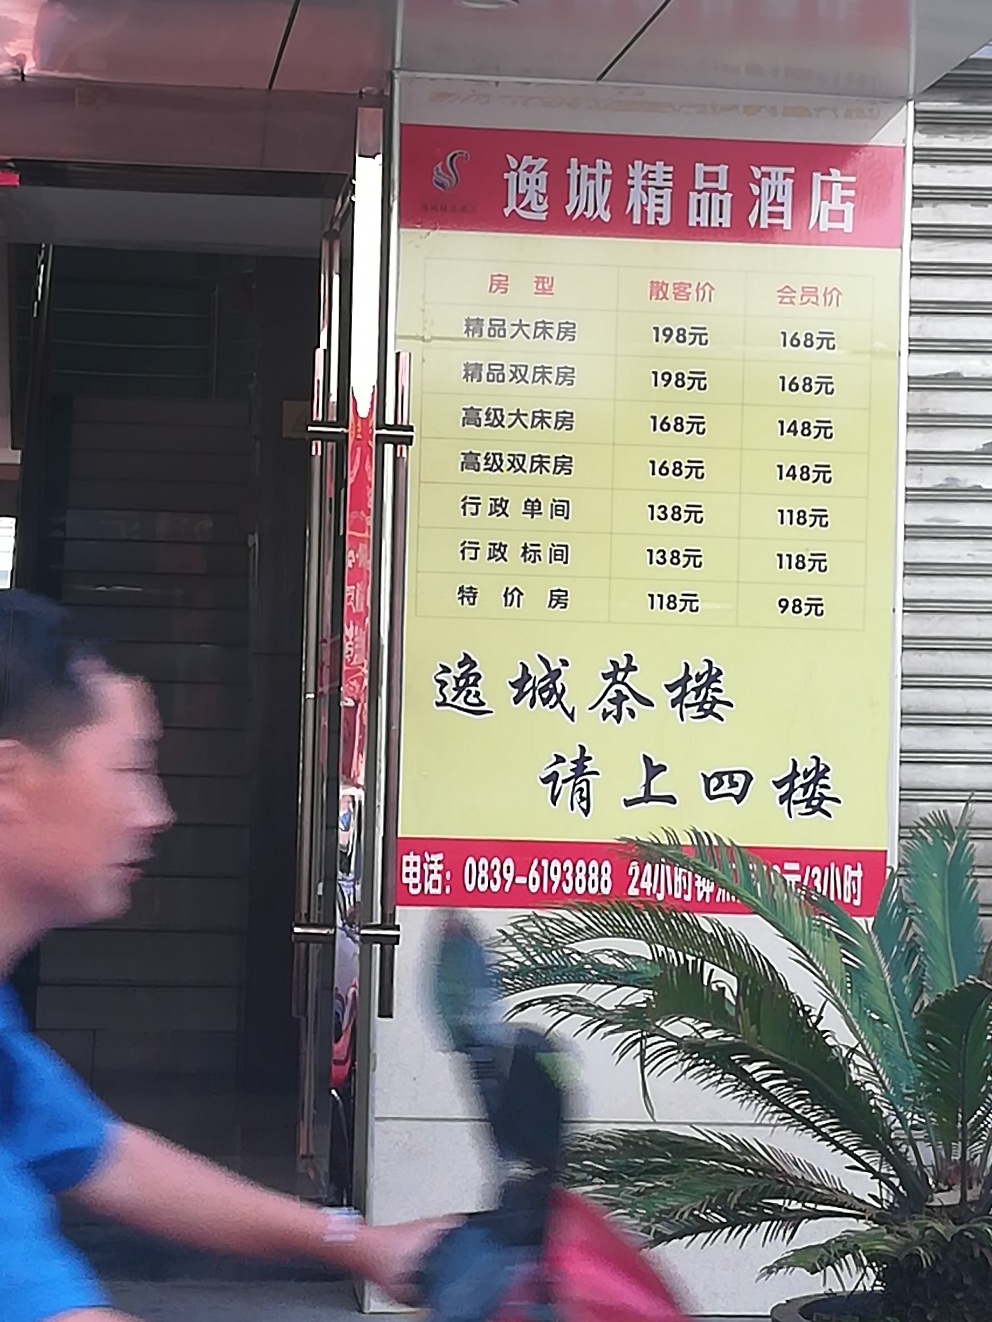 逸城精品酒店
房 型 散客价 会员价
精品大床房 198元 168元
精品双床房 198元 168元
高级大床房 168元 148元
高级双床房 168元 148元
行政 单间 138元 118元
行政 标间 138元 118元
特 价 房 118元 98元
逸城茶楼
请上四楼
电话：0839-6193888 24小时钟 元/3小时